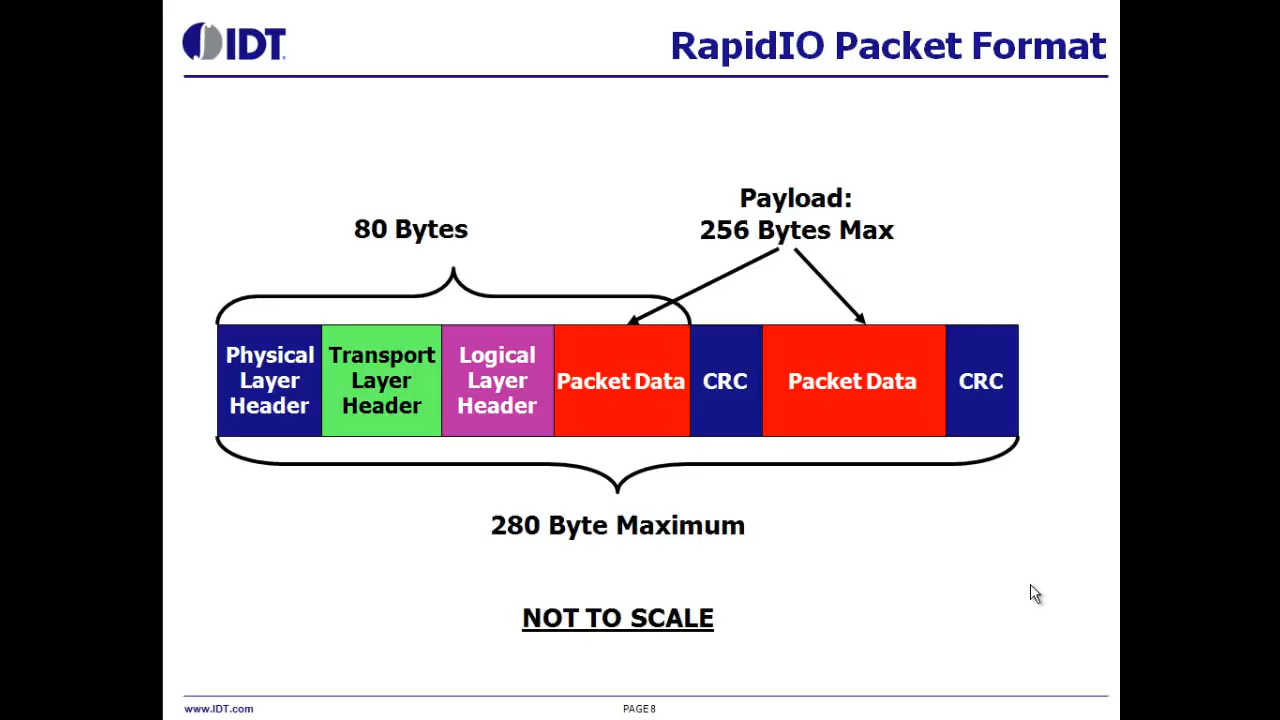 IDT
RapidIO Packet Format
Payload:
80 Bytes
256 Bytes Max
Physical
Layer
Header
Transport
Layer
Header
Logical
Layer
Header
Packet Data
CRC
Packet Data
CRC
280 Byte Maximum
NOT TO SCALE
www.IDT.com
PAGE 8